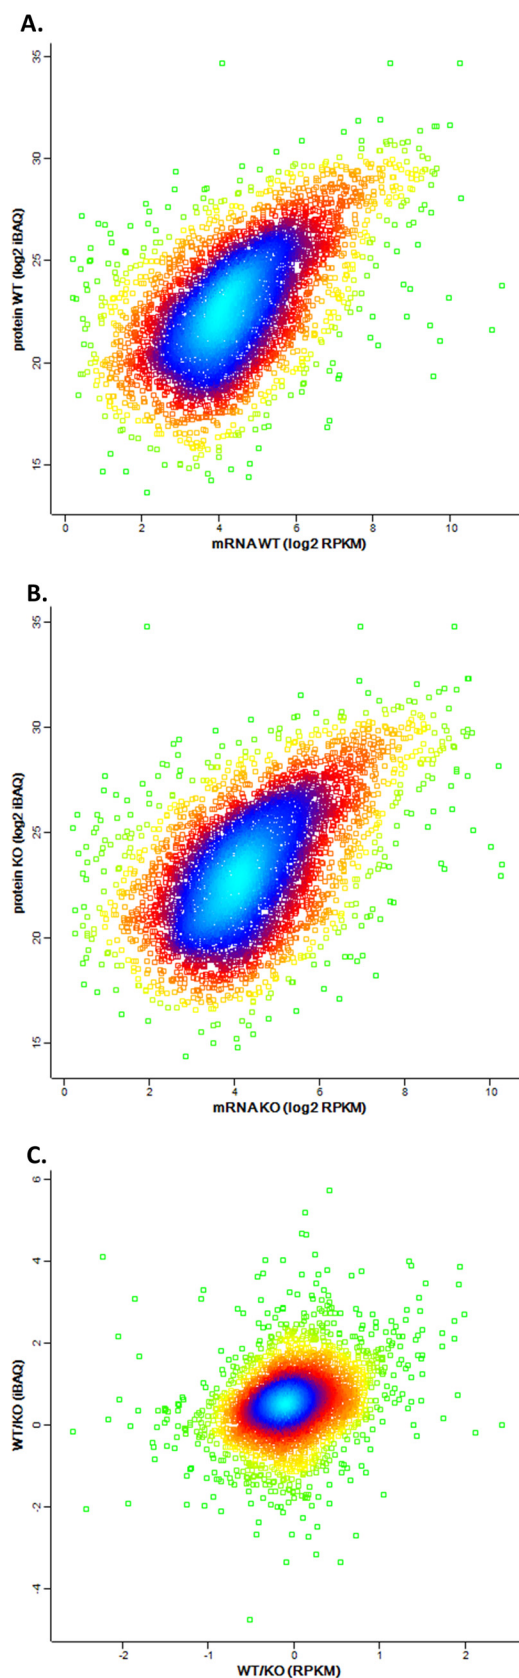 A.
35
30
25
20
15
protein WT (log2 iBAQ)
0 2 4 6 8 10
mRNA WT (log2 RPKM)
B.
35
30
25
20
15
protein KO (log2 iBAQ)
0 2 4 6 8 10
mRNA KO (log2 RPKM)
C.
6
4
2
0
-2
-4
WT/KO (iBAQ)
-2 -1 0 1 2
WT/KO (RPKM)